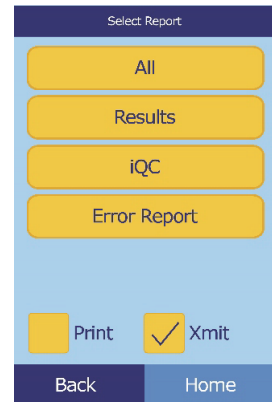 Select Report
All
Results
iQC
Error Report
Print Xmit
Back Home